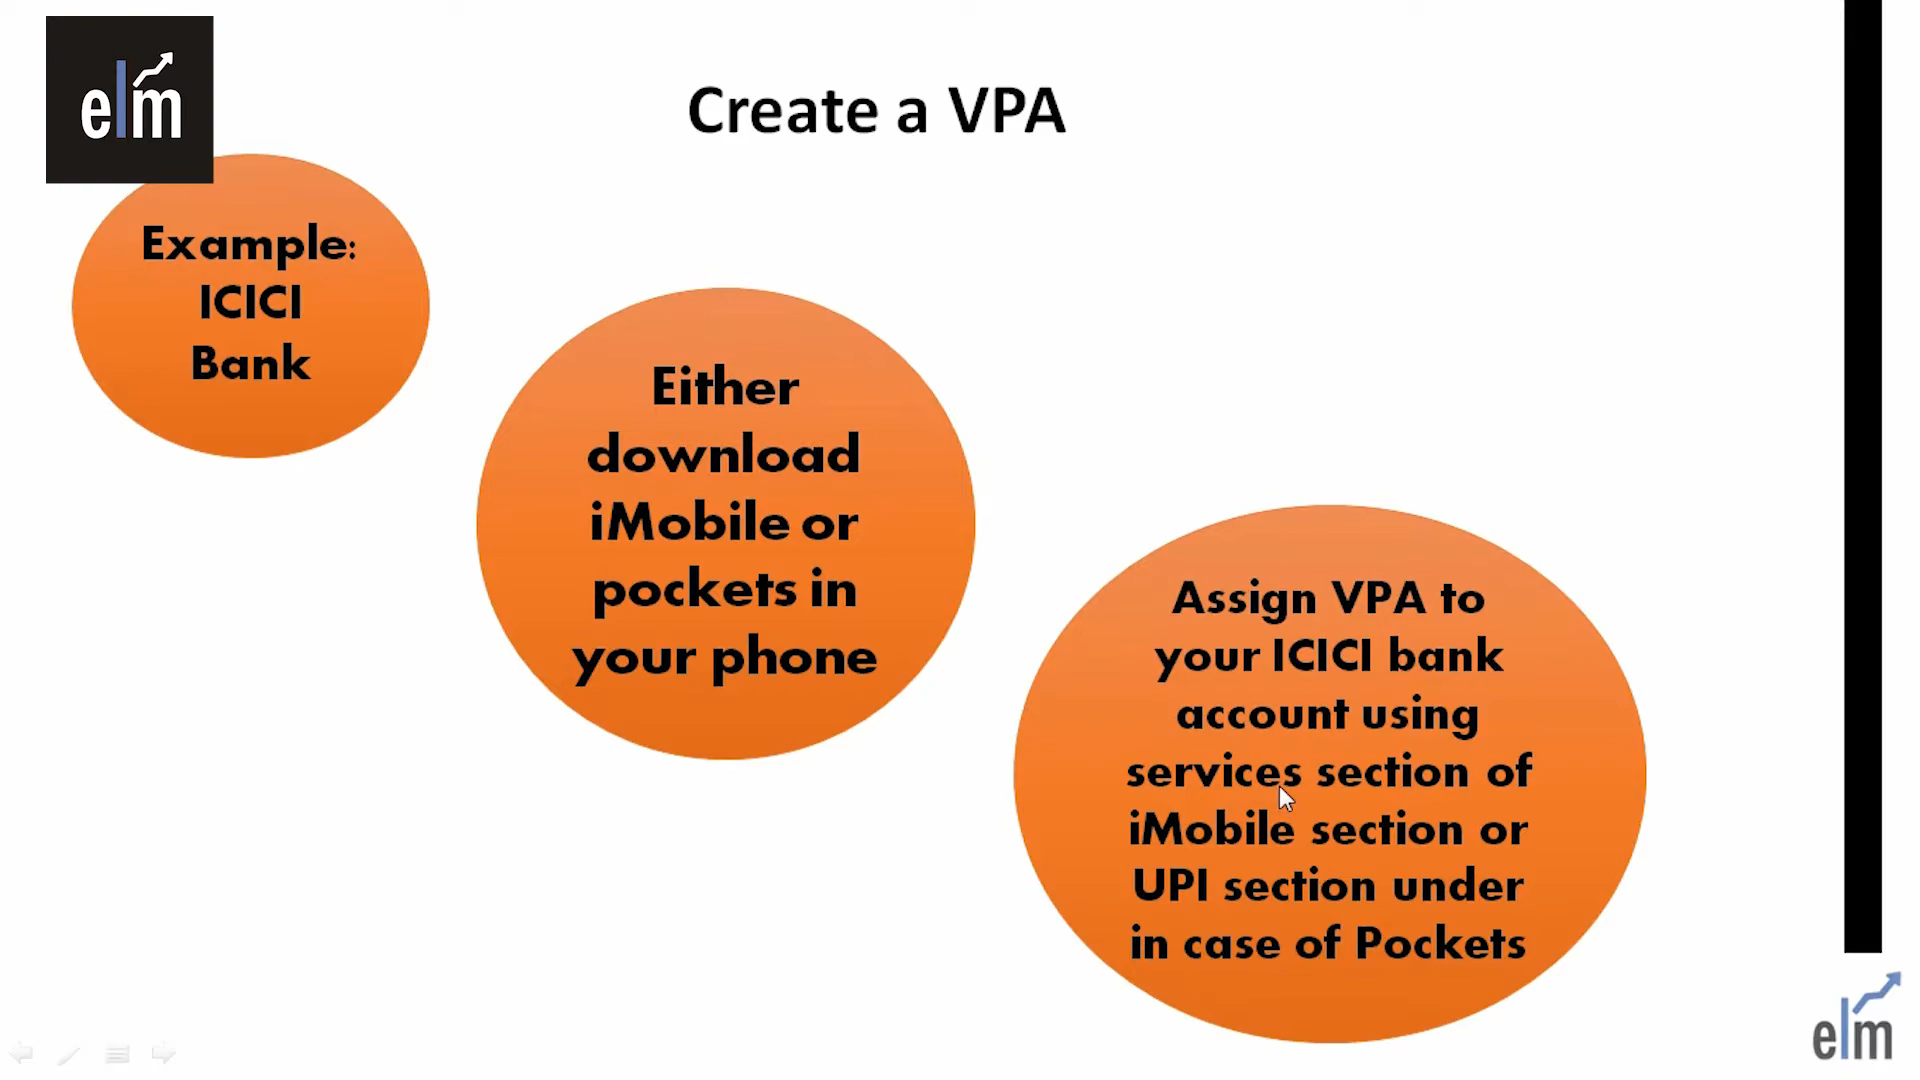 elm
Create a VPA
Example:
ICICI
Bank
Either
download
iMobile or
pockets in
your phone
Assign VPA to
your ICICI bank
account using
services section of
iMobile section or
UPI section under
in case of Pockets
elm